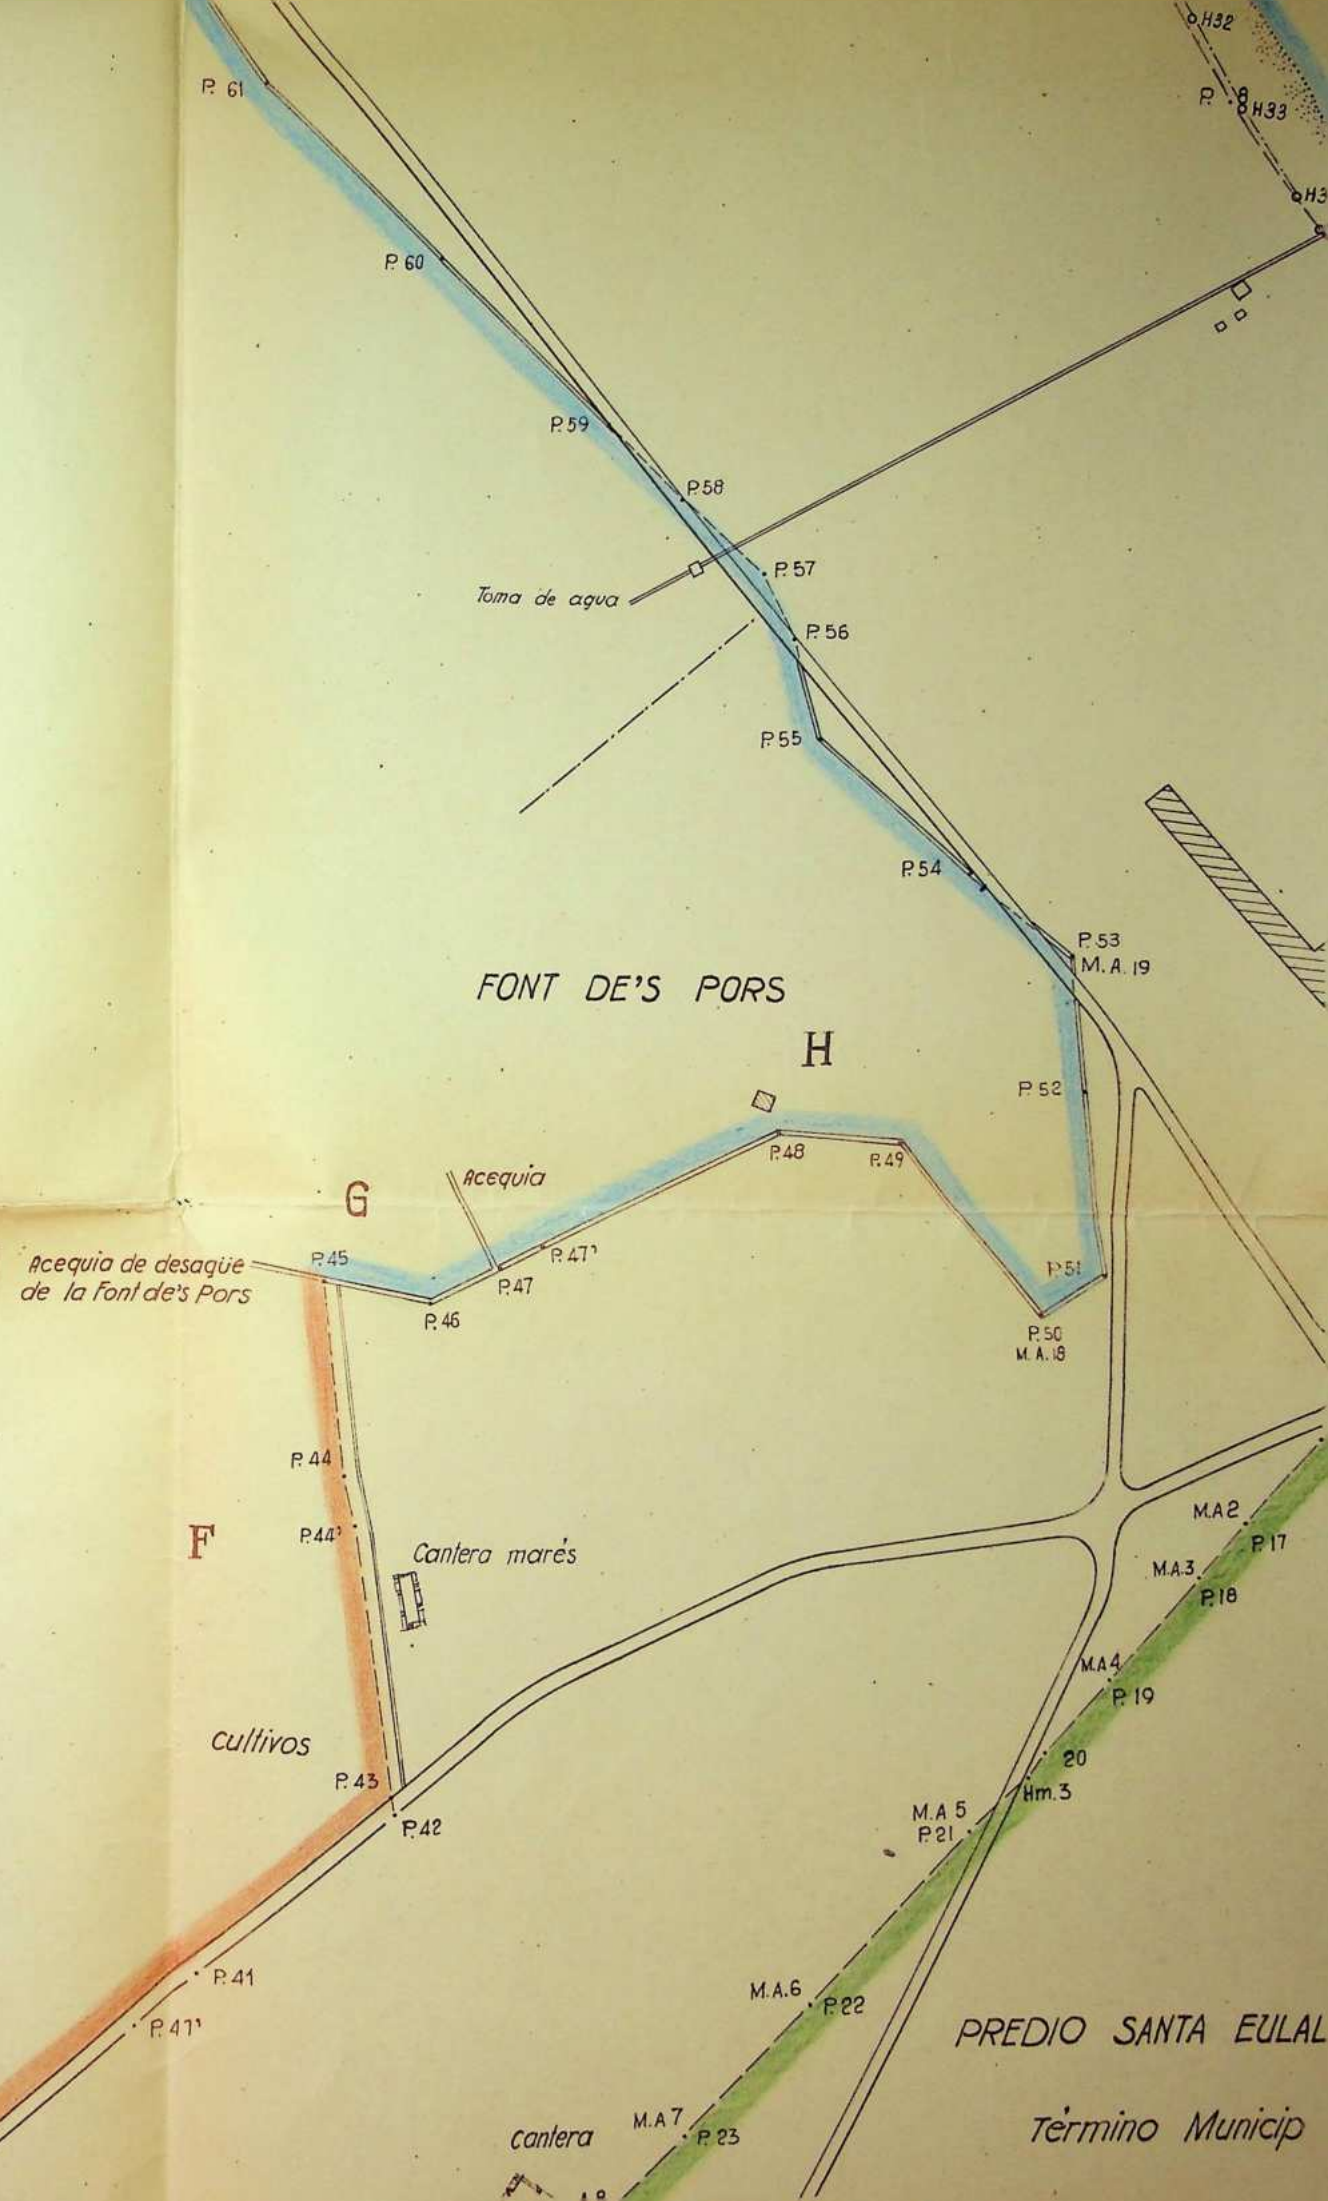 H32
P. 61
P. 8
H33
H3
P. 60
P. 59
P. 58
P. 57
Toma de agua
P. 56
P. 55
P. 54
P. 53
M. A. 19
FONT DE'S PORS
H
P. 52
P. 48
P. 49
Acequia
G
P. 45
P. 47'
Acequia de desagüe
de la Font de's Pors
P. 47
P. 51
P. 46
P. 50
M. A. 18
P. 44
M.A 2
P. 17
F
P. 44'
Cantera marés
M.A.3
P. 18
M.A 4
P. 19
cultivos
20
P. 43
Hm. 3
M.A 5
P. 21
P. 42
P. 41
M.A.6
P. 22
P. 41'
PREDIO SANTA EULAL
M.A 7
Cantera
P. 23
Término Municip